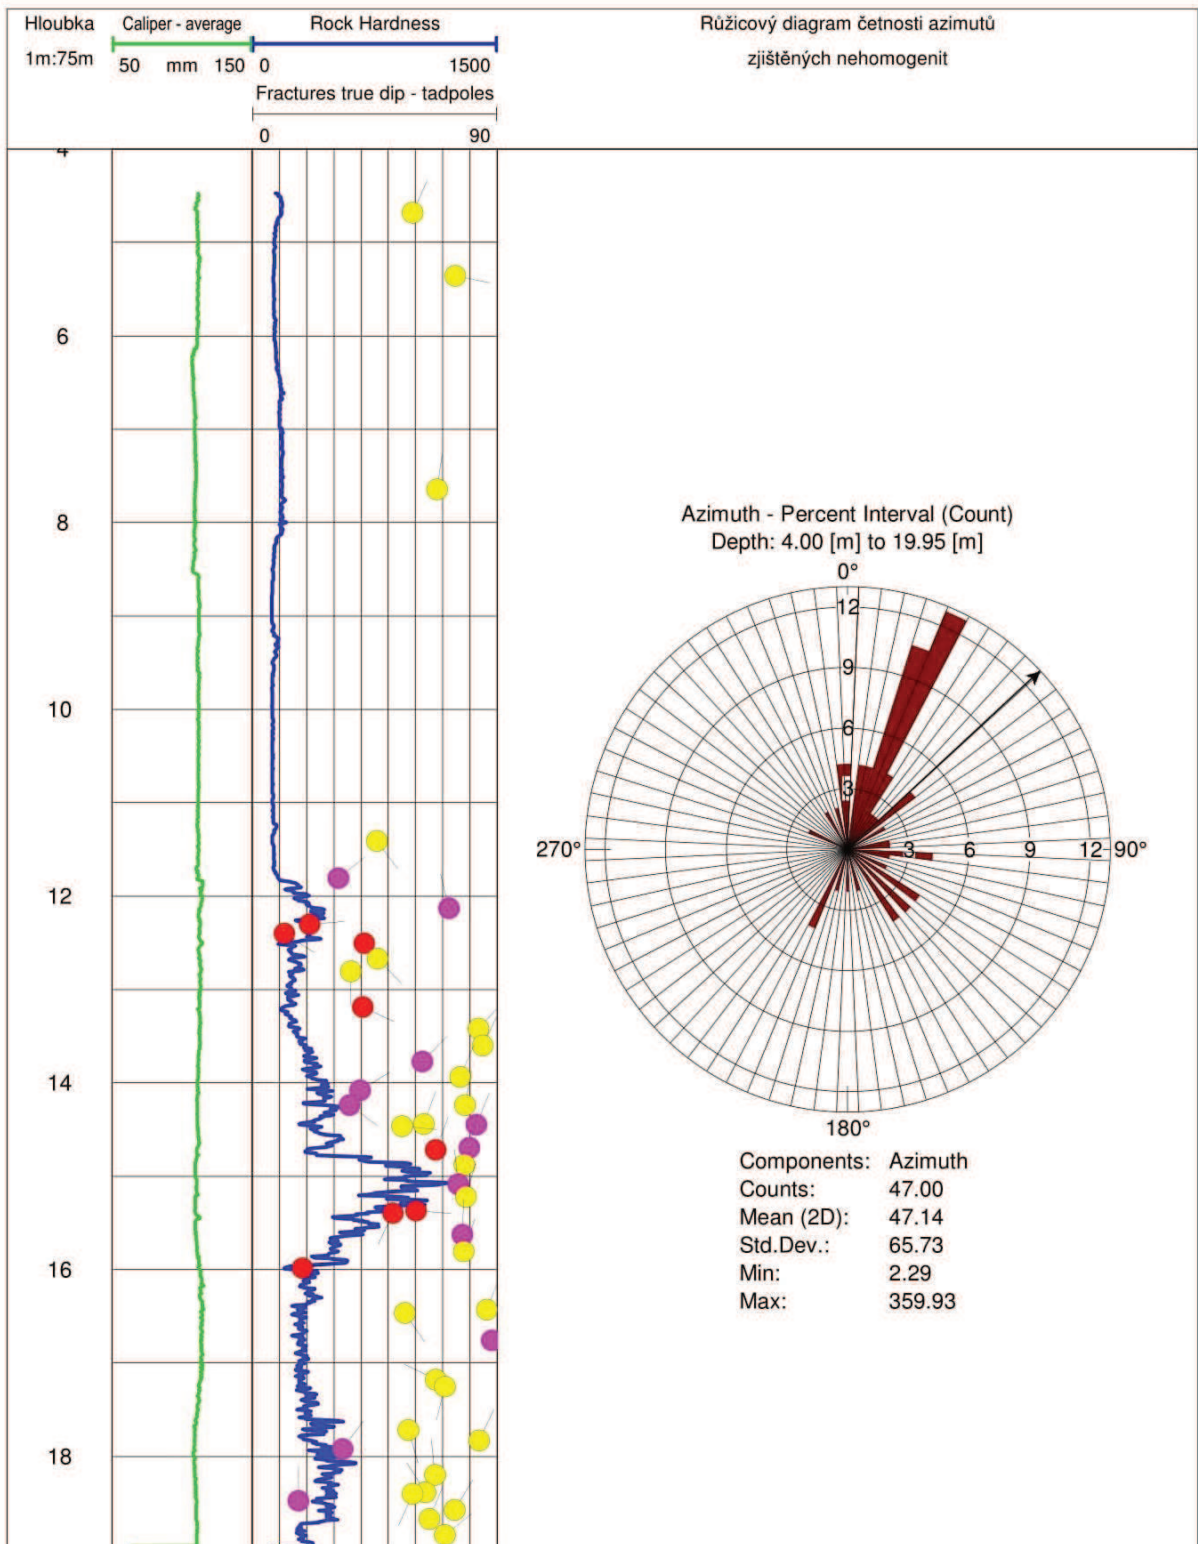 Hloubka Caliper - average Rock Hardness Růžicový diagram četnosti azimutů
1m:75m 50 mm 150 0 1500 zjištěných nehomogenit
Fractures true dip - tadpoles
0 90
4
6
8
10
12
14
16
18
Azimuth - Percent Interval (Count)
Depth: 4.00 [m] to 19.95 [m]
0°
12
9
6
3
270° 3 6 9 12 90°
180°
Components: Azimuth
Counts: 47.00
Mean (2D): 47.14
Std.Dev.: 65.73
Min: 2.29
Max: 359.93